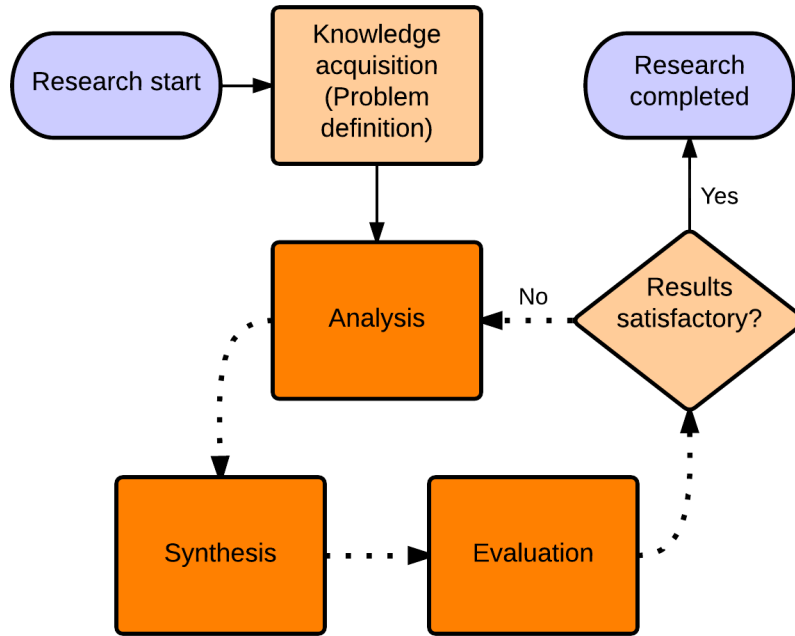 Research start
Knowledge
acquisition
(Problem
definition)
Research
completed
Yes
Results
satisfactory?
No
Analysis
Synthesis
Evaluation